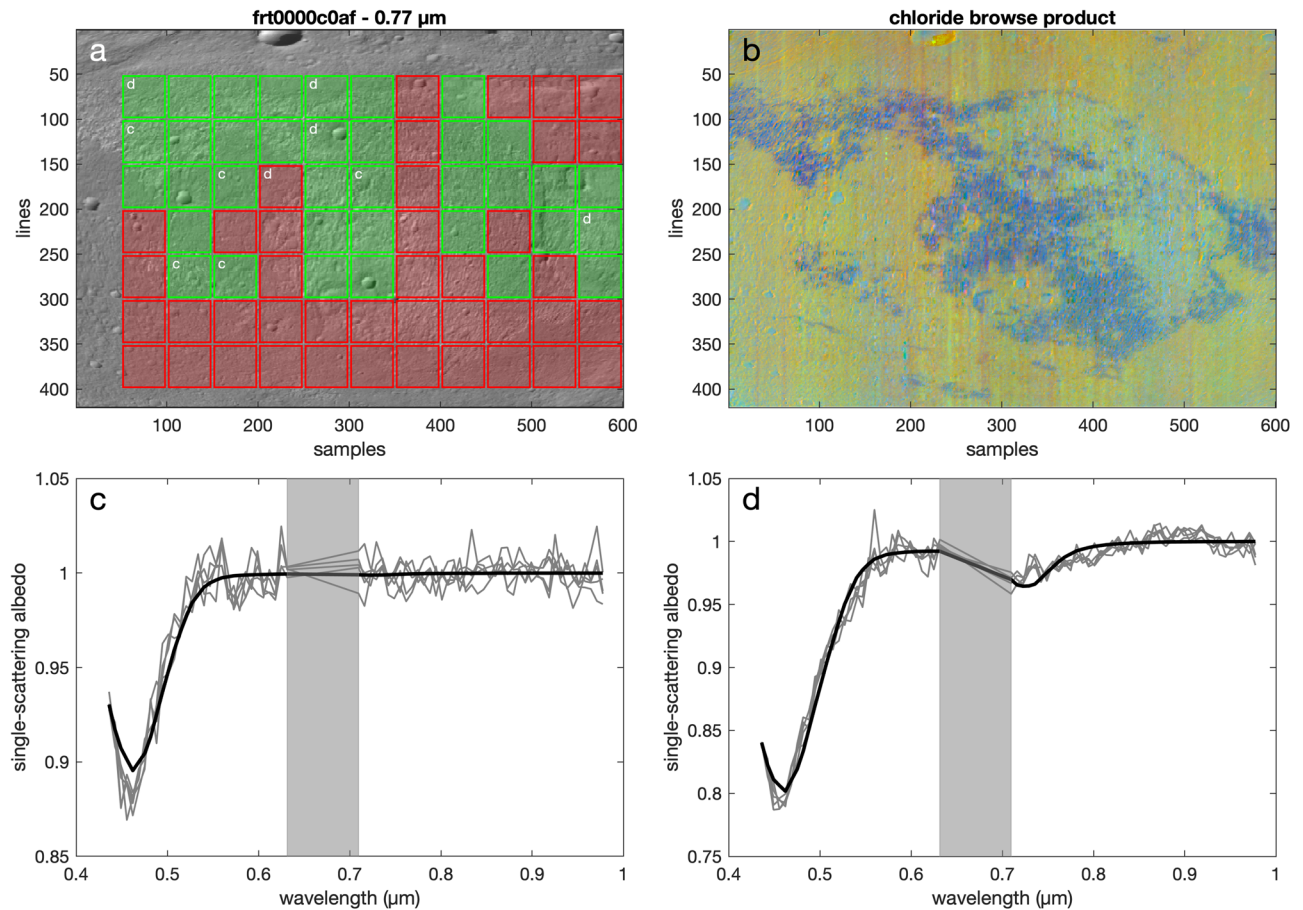 frt0000c0af - 0.77 µm
a
d d
c d
c d c
d
c c
50
100
150
200
250
300
350
400
lines
100 200 300 400 500 600
samples
chloride browse product
b
50
100
150
200
250
300
350
400
lines
100 200 300 400 500 600
samples
c
1.05
1
0.95
0.9
0.85
single-scattering albedo
0.4 0.5 0.6 0.7 0.8 0.9 1
wavelength (µm)
d
1.05
1
0.95
0.9
0.85
0.8
0.75
single-scattering albedo
0.4 0.5 0.6 0.7 0.8 0.9 1
wavelength (µm)